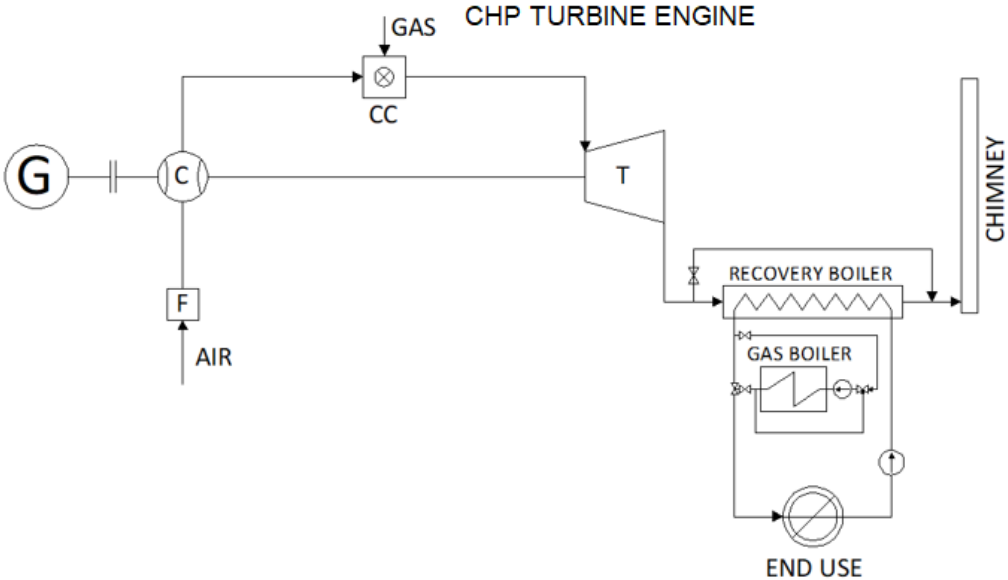 CHP TURBINE ENGINE
GAS
CC
G
C
T
F
AIR
CHIMNEY
RECOVERY BOILER
GAS BOILER
END USE